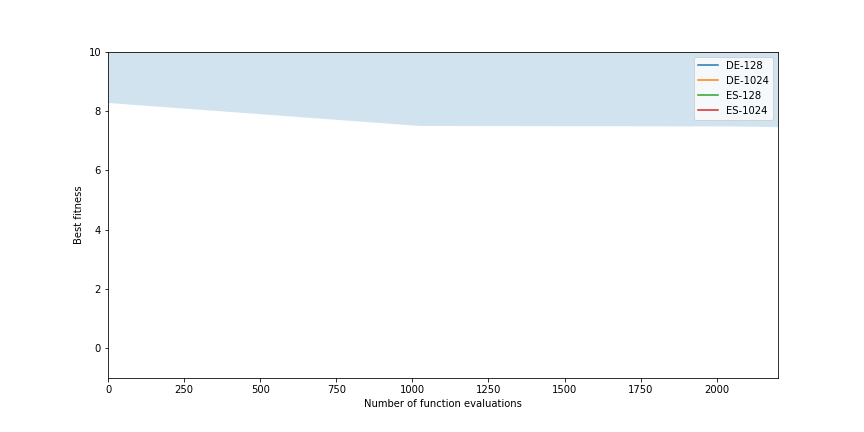 10
8
6
4
2
0
Best fitness
DE-128
DE-1024
ES-128
ES-1024
0 250 500 750 1000 1250 1500 1750 2000
Number of function evaluations